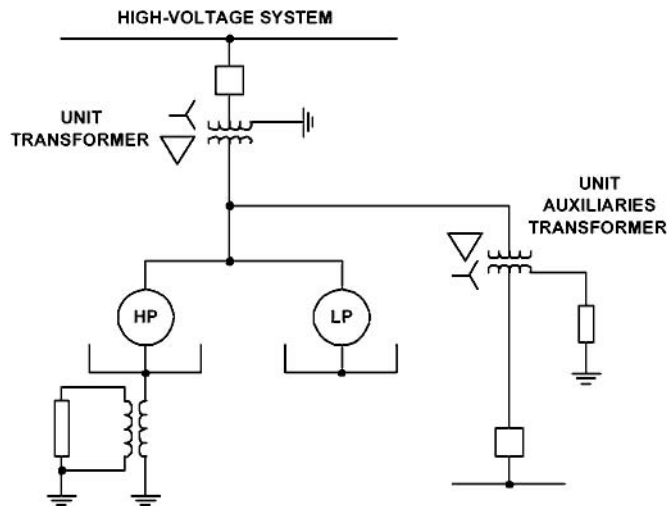 HIGH-VOLTAGE SYSTEM
UNIT
TRANSFORMER
UNIT
AUXILIARIES
TRANSFORMER
HP
LP